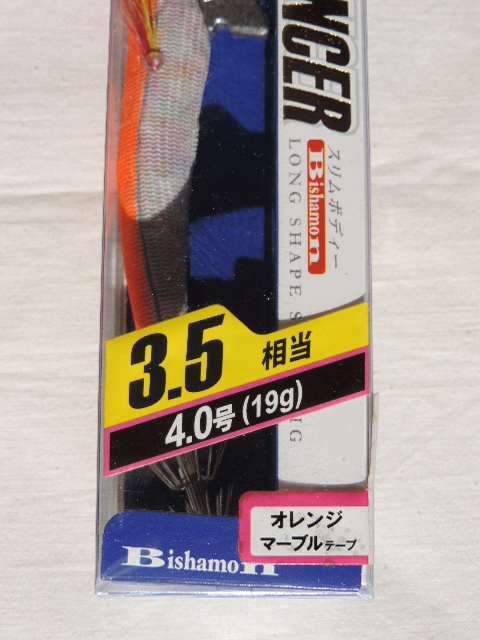 NCER
スリムボディー
Bishamon
LONG SHAPE S
IG
3.5 相当
4.0号(19g)
オレンジ
マーブルテープ
Bishamon